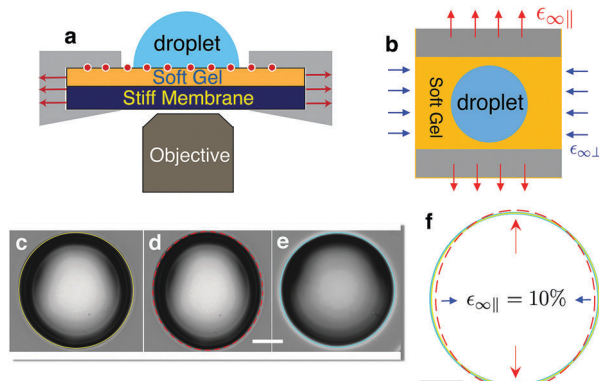 a
droplet
Soft Gel
Stiff Membrane
Objective
b
ϵ∞∥
Soft Gel
droplet
ϵ∞⊥
c
d
e
f
ϵ∞∥ = 10%